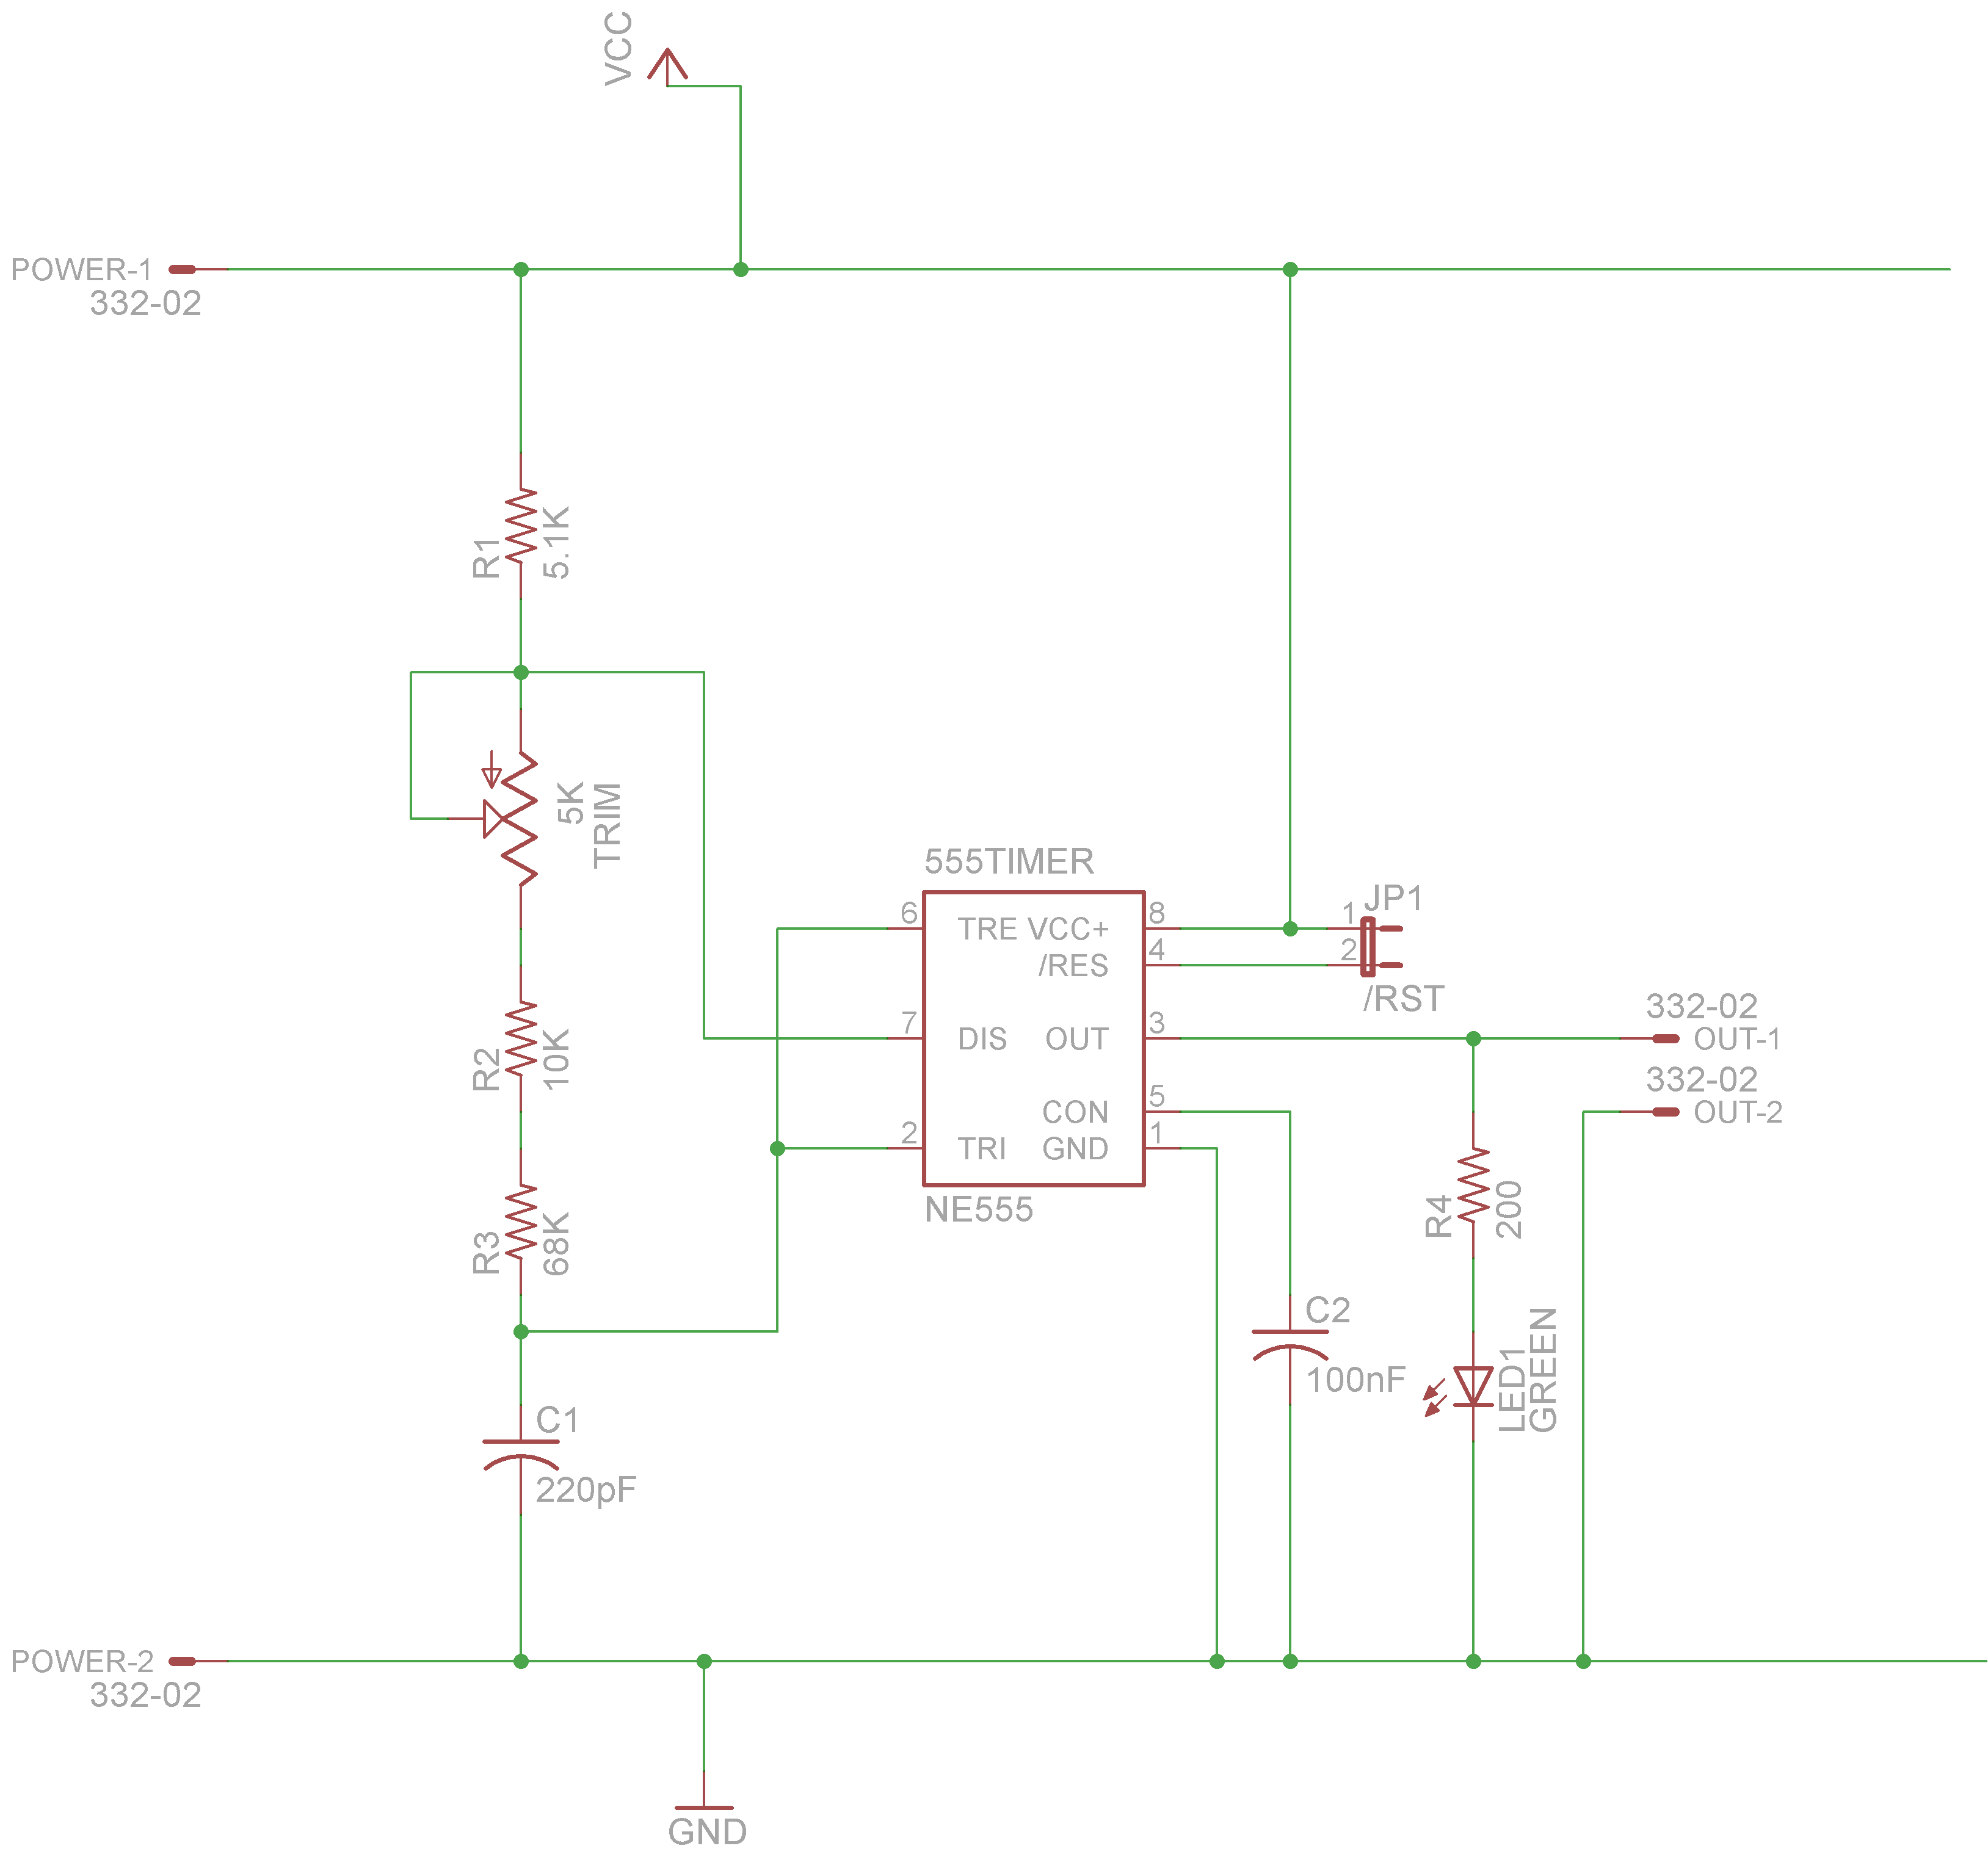 VCC
POWER-1
332-02
R1
5.1K
5K
TRIM
R2
10K
R3
68K
C1
220pF
555TIMER
6
TRE
VCC+
8
4
/RES
7
DIS
OUT
3
CON
5
2
TRI
GND
1
NE555
1
JP1
2
/RST
332-02
OUT-1
332-02
OUT-2
R4
200
C2
100nF
LED1
GREEN
POWER-2
332-02
GND